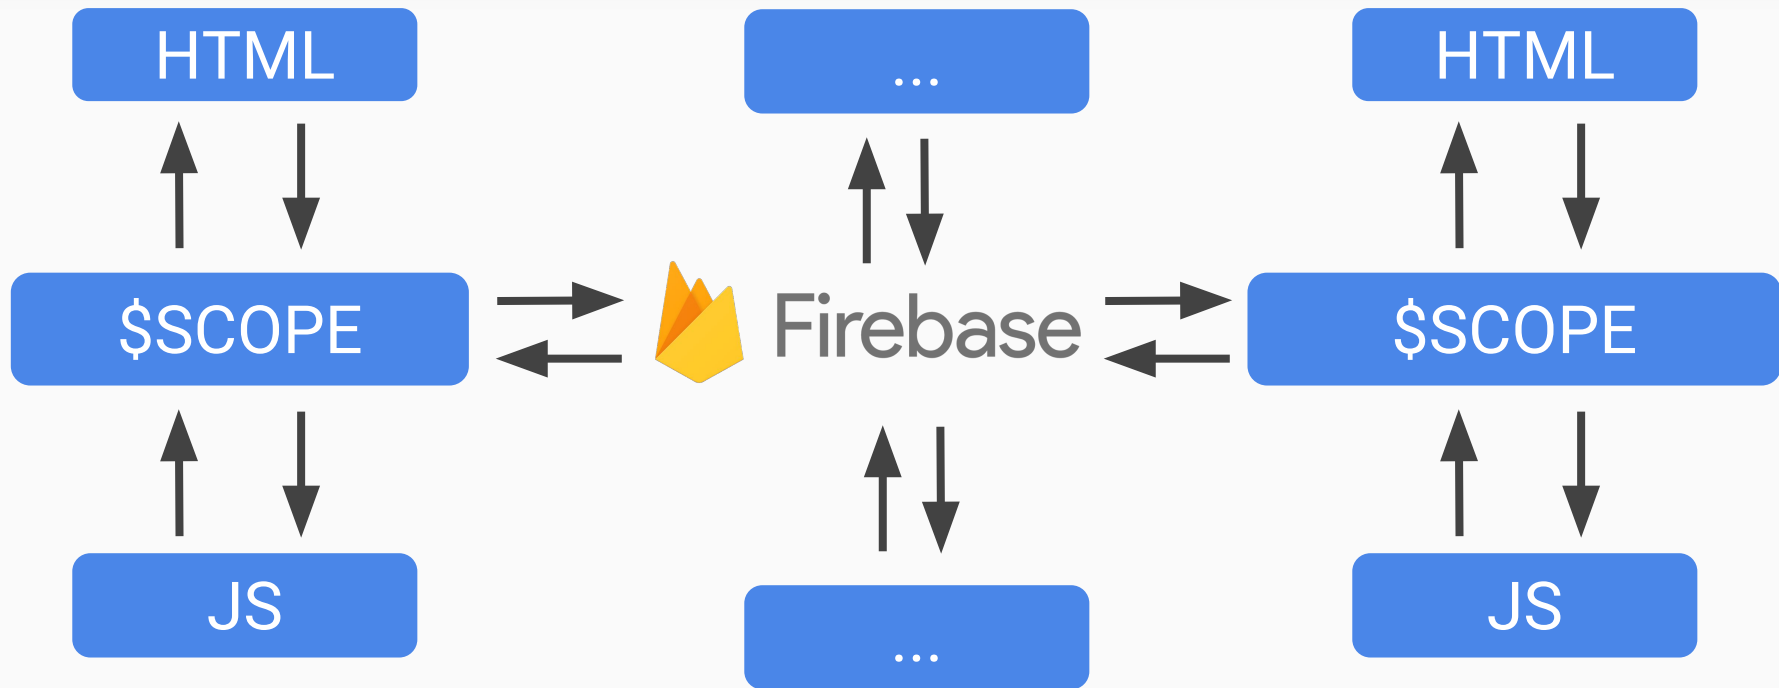 HTML
...
HTML
$SCOPE
Firebase
$SCOPE
JS
...
JS